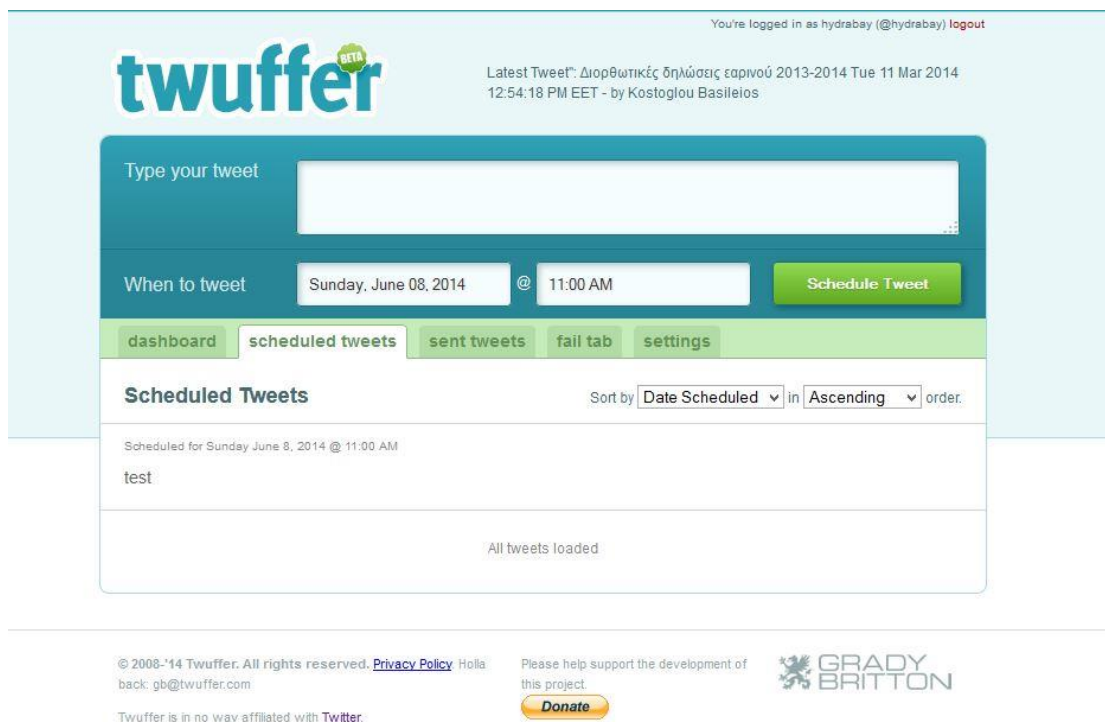 You're logged in as hydrabay (@hydrabay) logout
twuffer
BETA
Latest Tweet": Διορθωτικές δηλώσεις εαρινού 2013-2014 Tue 11 Mar 2014
12:54:18 PM EET - by Kostoglou Basileios
Type your tweet
When to tweet
Sunday, June 08, 2014 @ 11:00 AM
Schedule Tweet
dashboard scheduled tweets sent tweets fail tab settings
Scheduled Tweets
Sort by Date Scheduled in Ascending order.
Scheduled for Sunday June 8, 2014 @ 11:00 AM
test
All tweets loaded
© 2008-'14 Twuffer. All rights reserved. Privacy Policy. Holla
back: gb@twuffer.com
Twuffer is in no way affiliated with Twitter.
Please help support the development of
this project.
Donate
GRADY
BRITTON